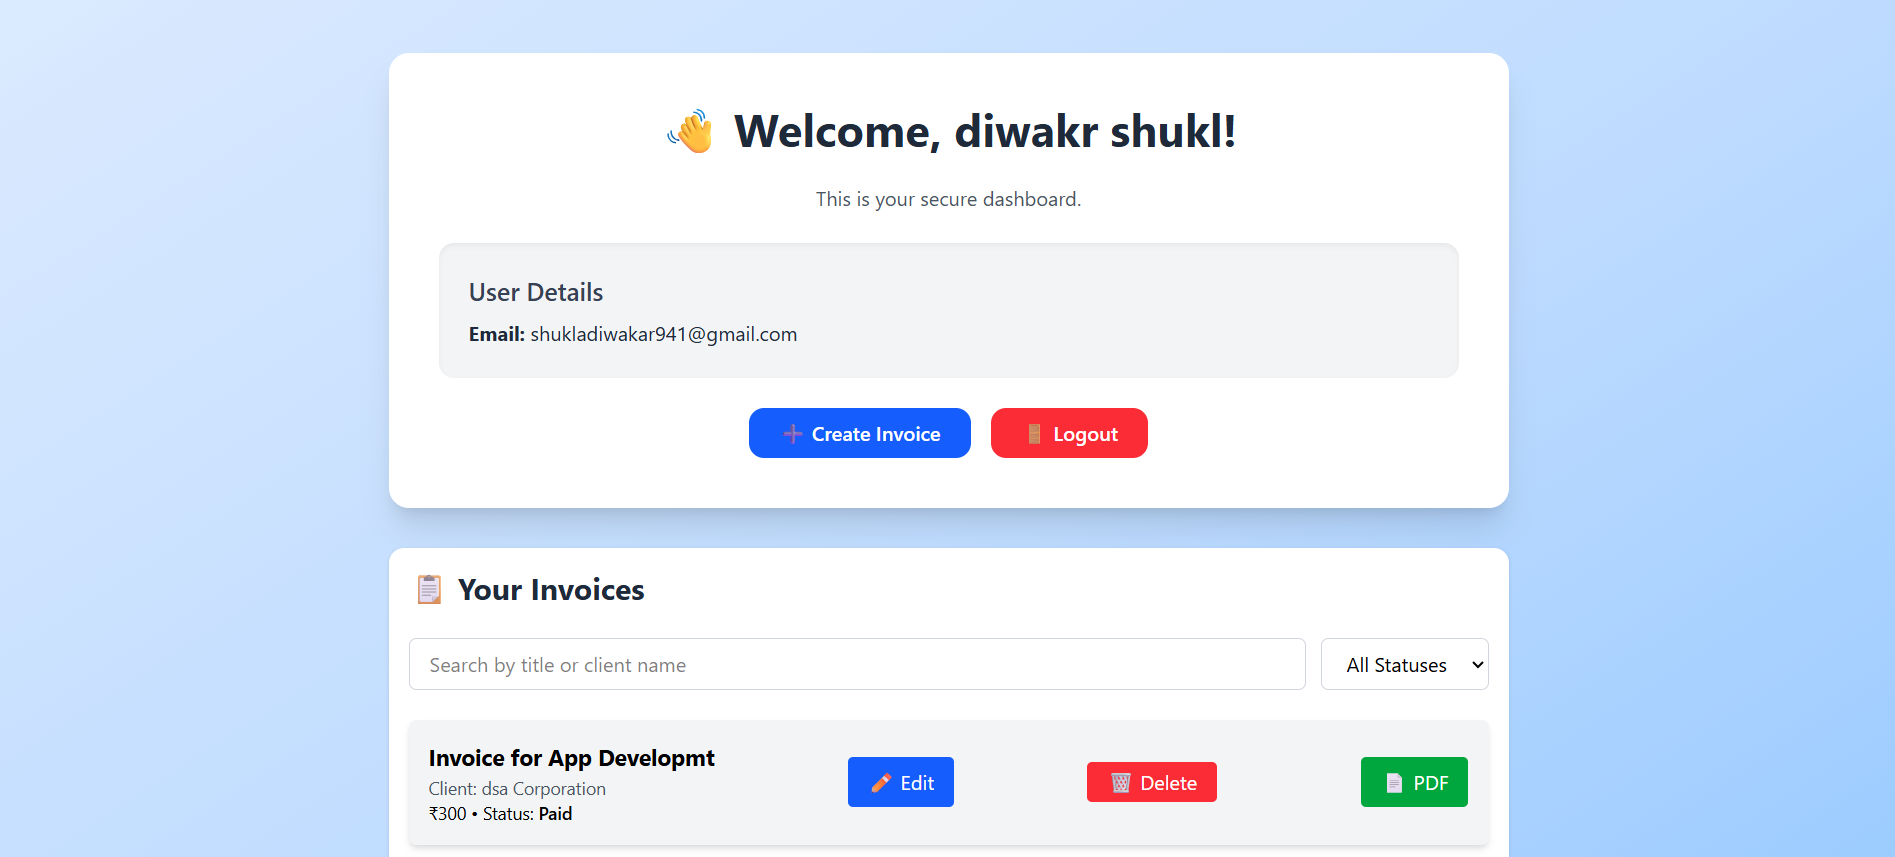 👋 Welcome, diwakr shukl!
This is your secure dashboard.
User Details
Email: shukladiwakar941@gmail.com
➕ Create Invoice
🚪 Logout
📋 Your Invoices
Search by title or client name
All Statuses
Invoice for App Developmt
Client: dsa Corporation
₹300 • Status: Paid
✏️ Edit
🗑️ Delete
📄 PDF